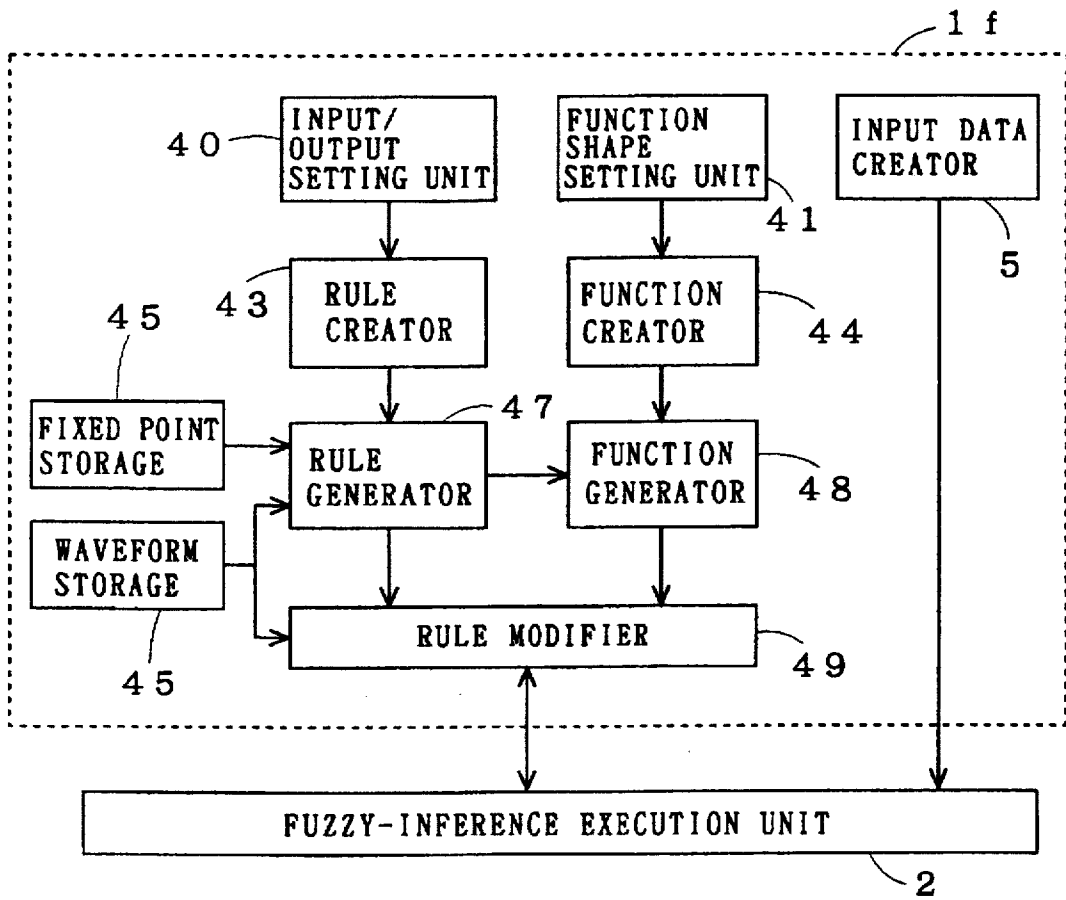 1 f
INPUT/
OUTPUT
SETTING UNIT
40
FUNCTION
SHAPE
SETTING UNIT
41
INPUT DATA
CREATOR
5
RULE
CREATOR
43
FUNCTION
CREATOR
44
45
FIXED POINT
STORAGE
RULE
GENERATOR
47
FUNCTION
GENERATOR
48
WAVEFORM
STORAGE
45
RULE MODIFIER
49
FUZZY-INFERENCE EXECUTION UNIT
2